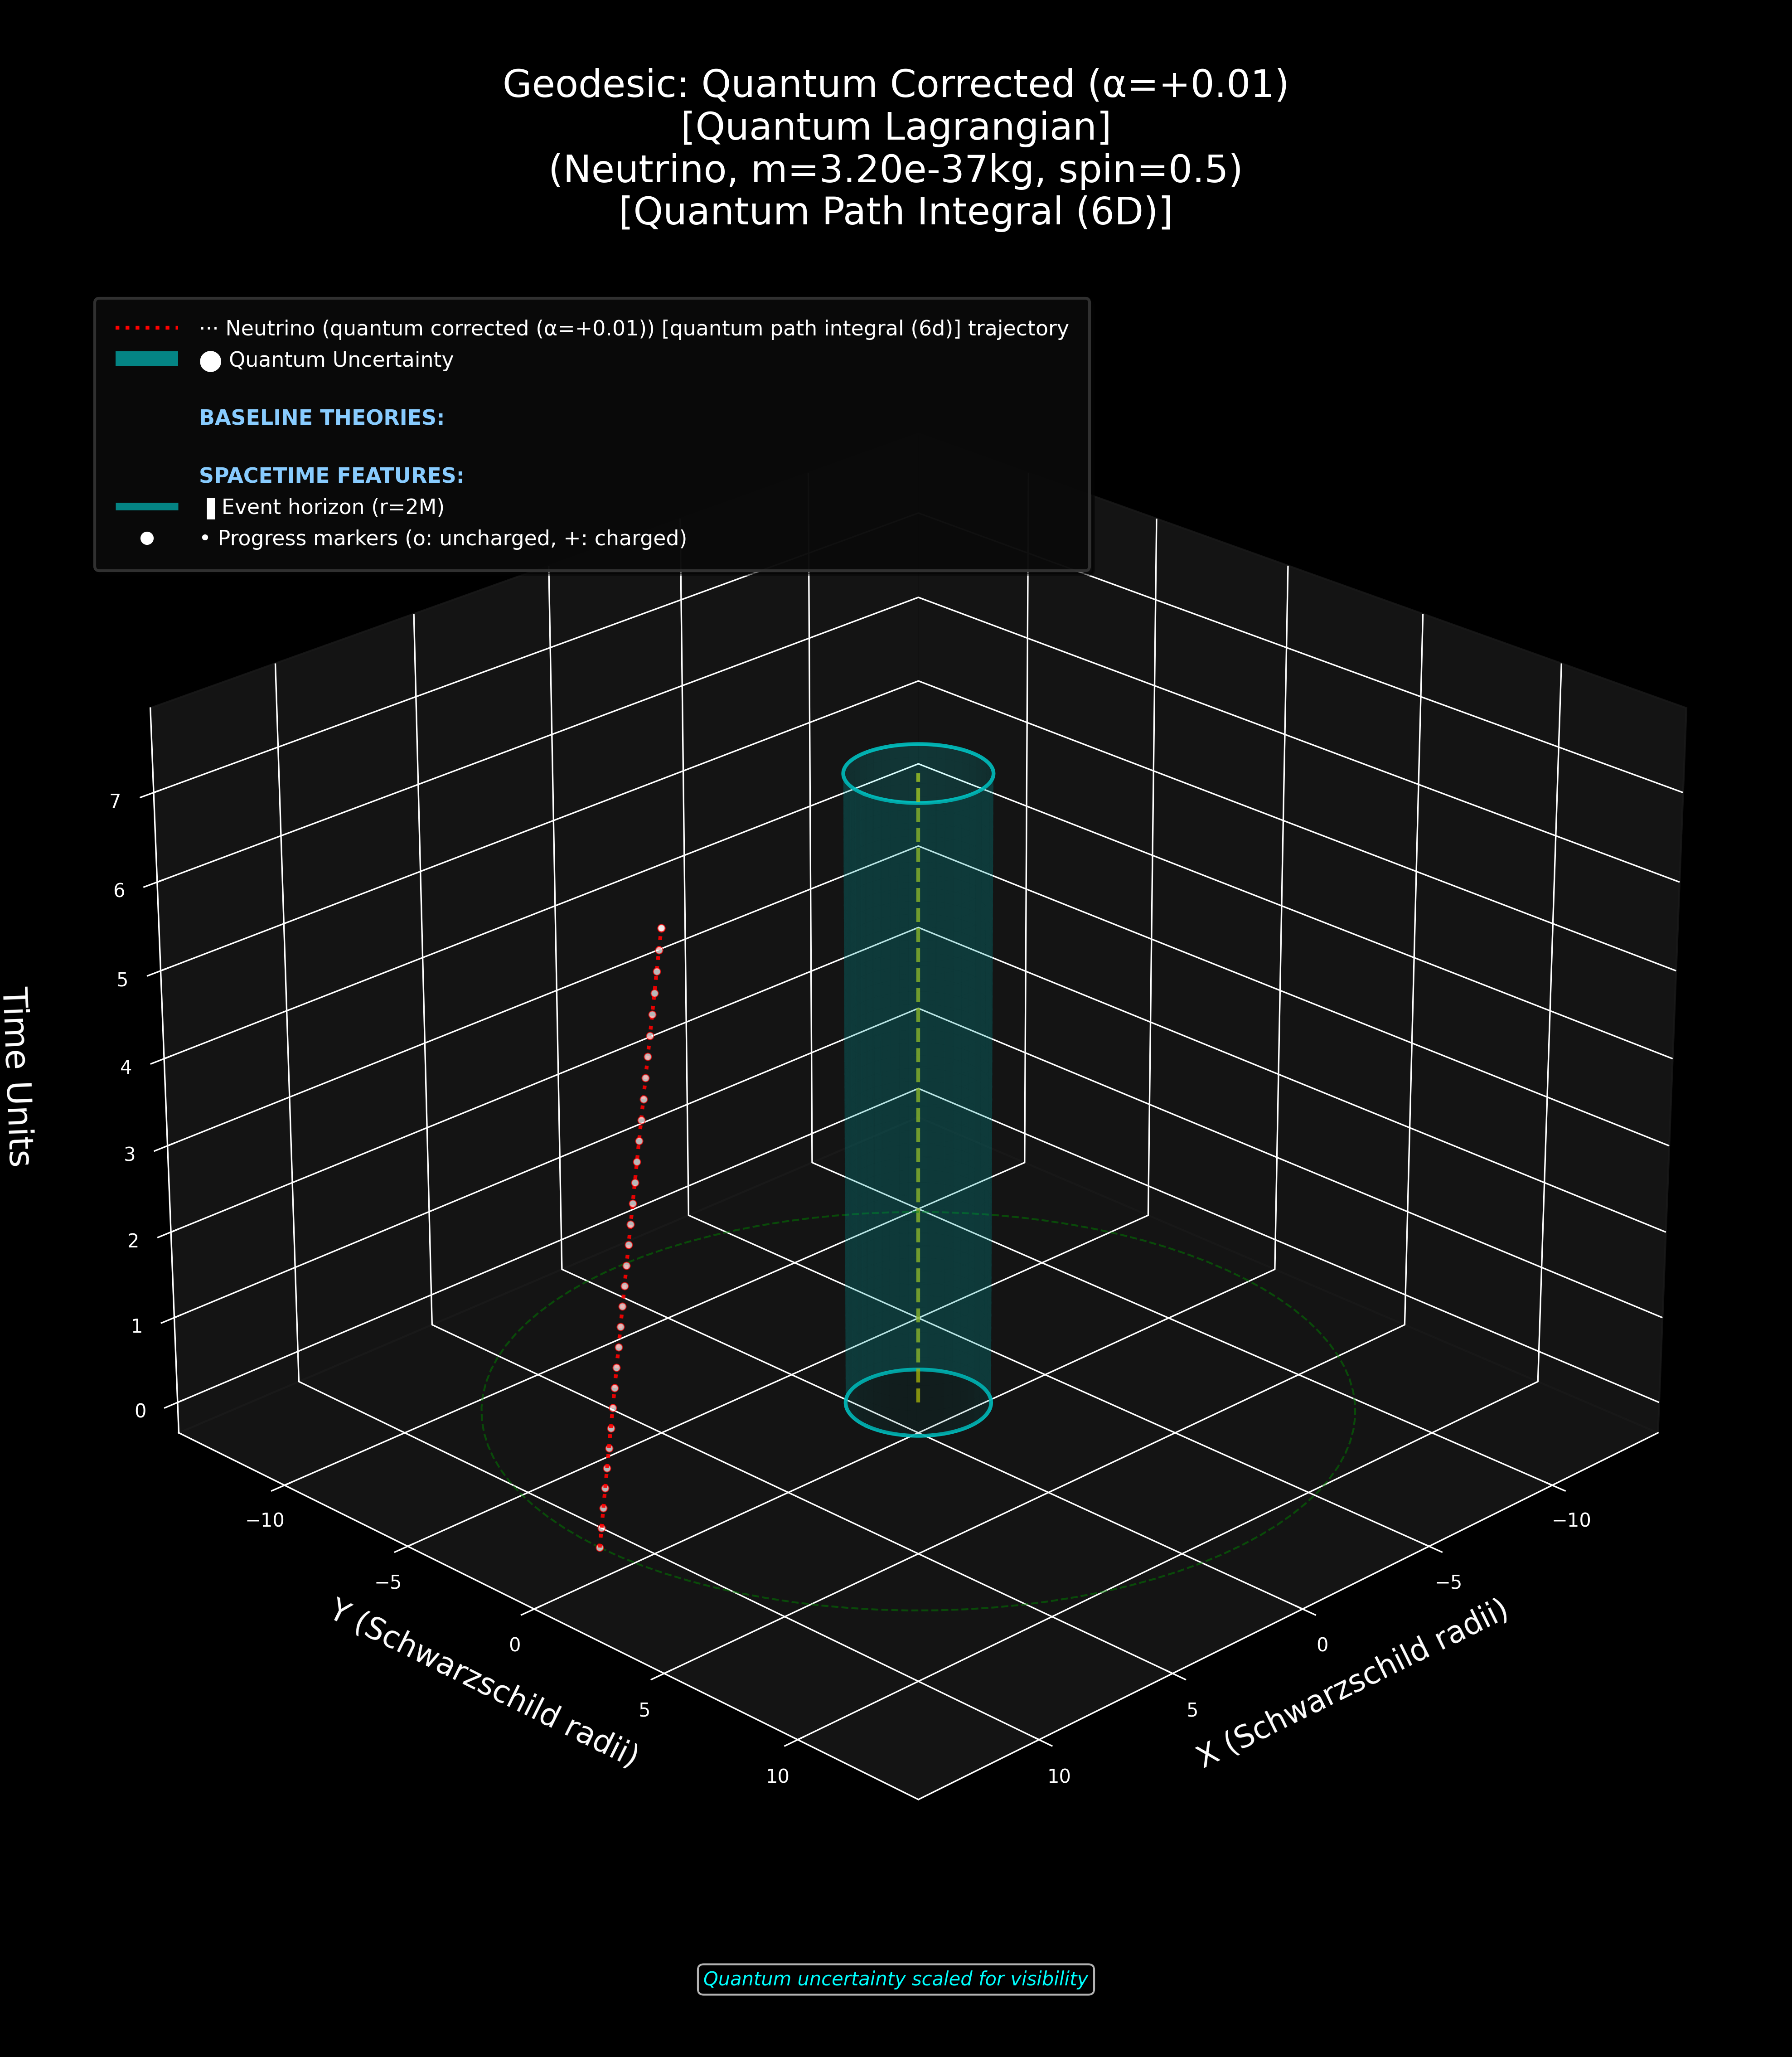 Geodesic: Quantum Corrected (α=+0.01)
[Quantum Lagrangian]
(Neutrino, m=3.20e-37kg, spin=0.5)
[Quantum Path Integral (6D)]
··· Neutrino (quantum corrected (α=+0.01)) [quantum path integral (6d)] trajectory
⬤ Quantum Uncertainty
BASELINE THEORIES:
SPACETIME FEATURES:
▐ Event horizon (r=2M)
• Progress markers (o: uncharged, +: charged)
7
6
5
4
3
2
1
0
Time Units
−10
−5
0
5
10
Y (Schwarzschild radii)
−10
−5
0
5
10
X (Schwarzschild radii)
Quantum uncertainty scaled for visibility